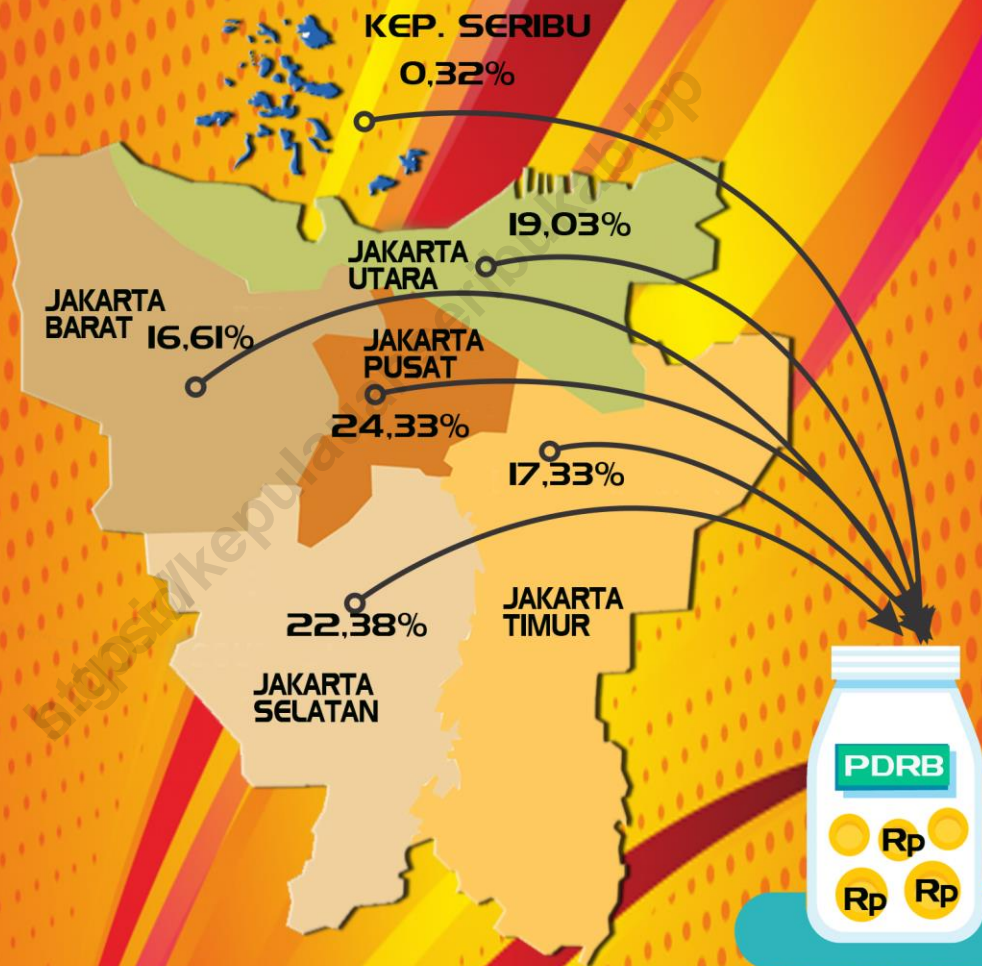 KEP. SERIBU
0,32%
19,03%
JAKARTA
UTARA
JAKARTA
BARAT
16,61%
JAKARTA
PUSAT
24,33%
17,33%
JAKARTA
TIMUR
22,38%
JAKARTA
SELATAN
PDRB
Rp
Rp
Rp